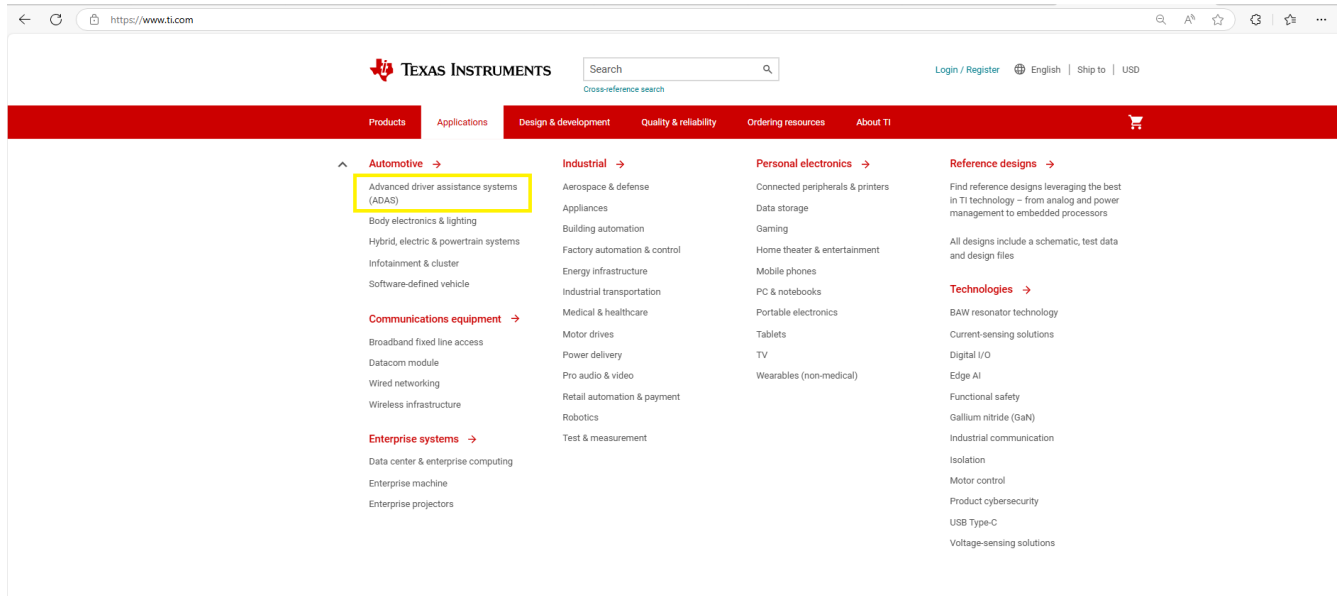 https://www.ti.com
TEXAS INSTRUMENTS
Search
Cross-reference search
Login / Register
English | Ship to | USD
Products
Applications
Design & development
Quality & reliability
Ordering resources
About TI
Automotive →
Advanced driver assistance systems
(ADAS)
Body electronics & lighting
Hybrid, electric & powertrain systems
Infotainment & cluster
Software-defined vehicle
Communications equipment →
Broadband fixed line access
Datacom module
Wired networking
Wireless infrastructure
Enterprise systems →
Data center & enterprise computing
Enterprise machine
Enterprise projectors
Industrial →
Aerospace & defense
Appliances
Building automation
Factory automation & control
Energy infrastructure
Industrial transportation
Medical & healthcare
Motor drives
Power delivery
Pro audio & video
Retail automation & payment
Robotics
Test & measurement
Personal electronics →
Connected peripherals & printers
Data storage
Gaming
Home theater & entertainment
Mobile phones
PC & notebooks
Portable electronics
Tablets
TV
Wearables (non-medical)
Reference designs →
Find reference designs leveraging the best
in TI technology – from analog and power
management to embedded processors
All designs include a schematic, test data
and design files
Technologies →
BAW resonator technology
Current-sensing solutions
Digital I/O
Edge AI
Functional safety
Gallium nitride (GaN)
Industrial communication
Isolation
Motor control
Product cybersecurity
USB Type-C
Voltage-sensing solutions